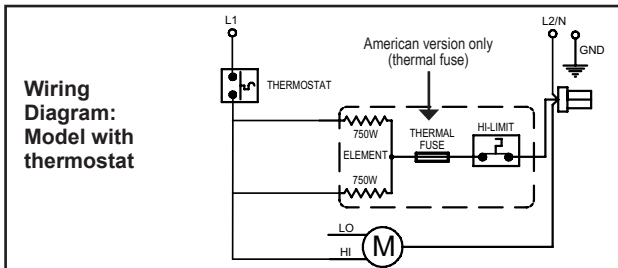 Wiring
Diagram:
Model with
thermostat
L1
L2/N
GND
American version only
(thermal fuse)
THERMOSTAT
750W
ELEMENT
THERMAL
FUSE
HI-LIMIT
750W
LO
HI
M